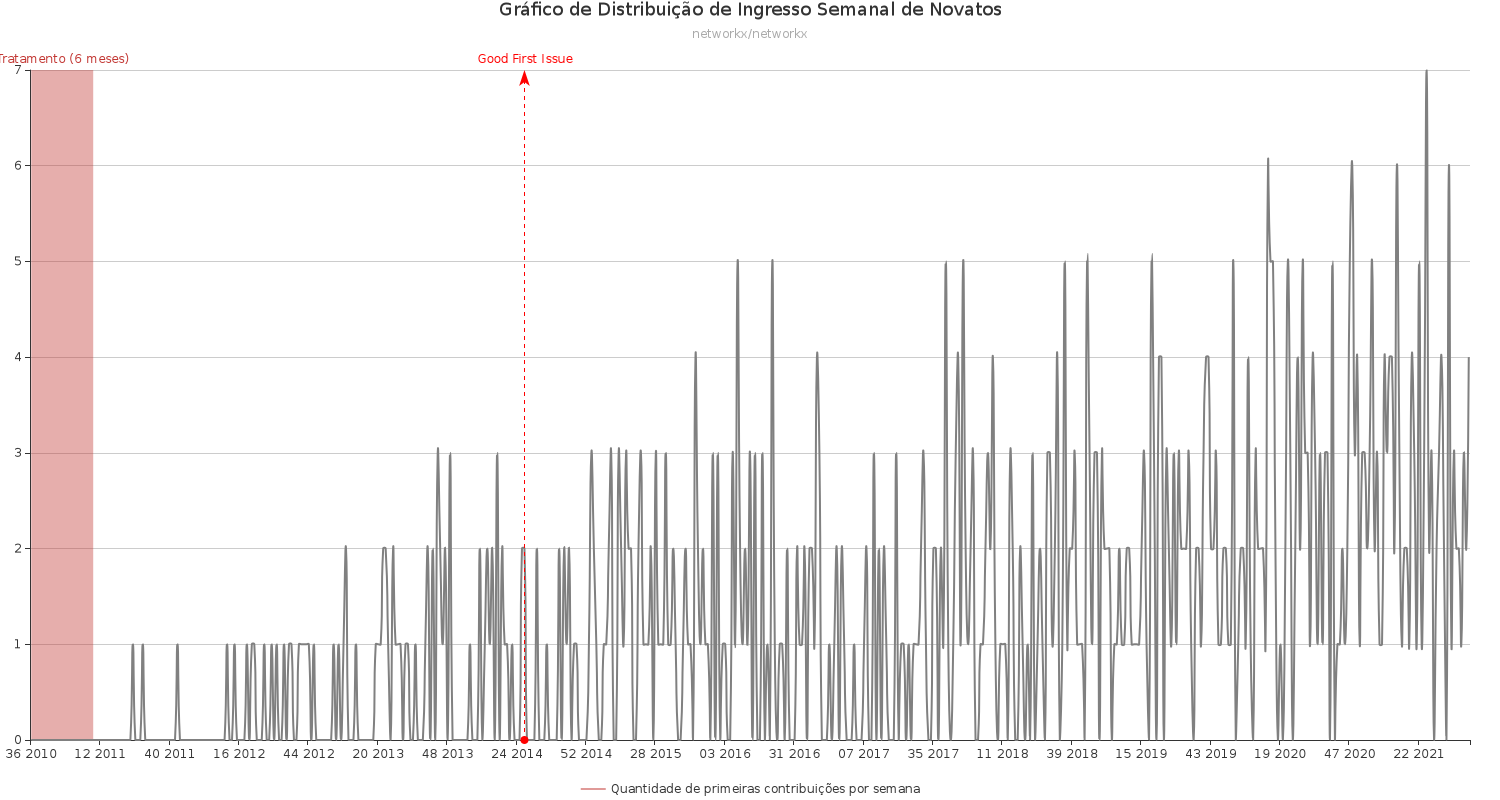 Gráfico de Distribuição de Ingresso Semanal de Novatos
networkx/networkx
Tratamento (6 meses)
Good First Issue
7
6
5
4
3
2
1
0
36 2010 12 2011 40 2011 16 2012 44 2012 20 2013 48 2013 24 2014 52 2014 28 2015 03 2016 31 2016 07 2017 35 2017 11 2018 39 2018 15 2019 43 2019 19 2020 47 2020 22 2021
Quantidade de primeiras contribuições por semana